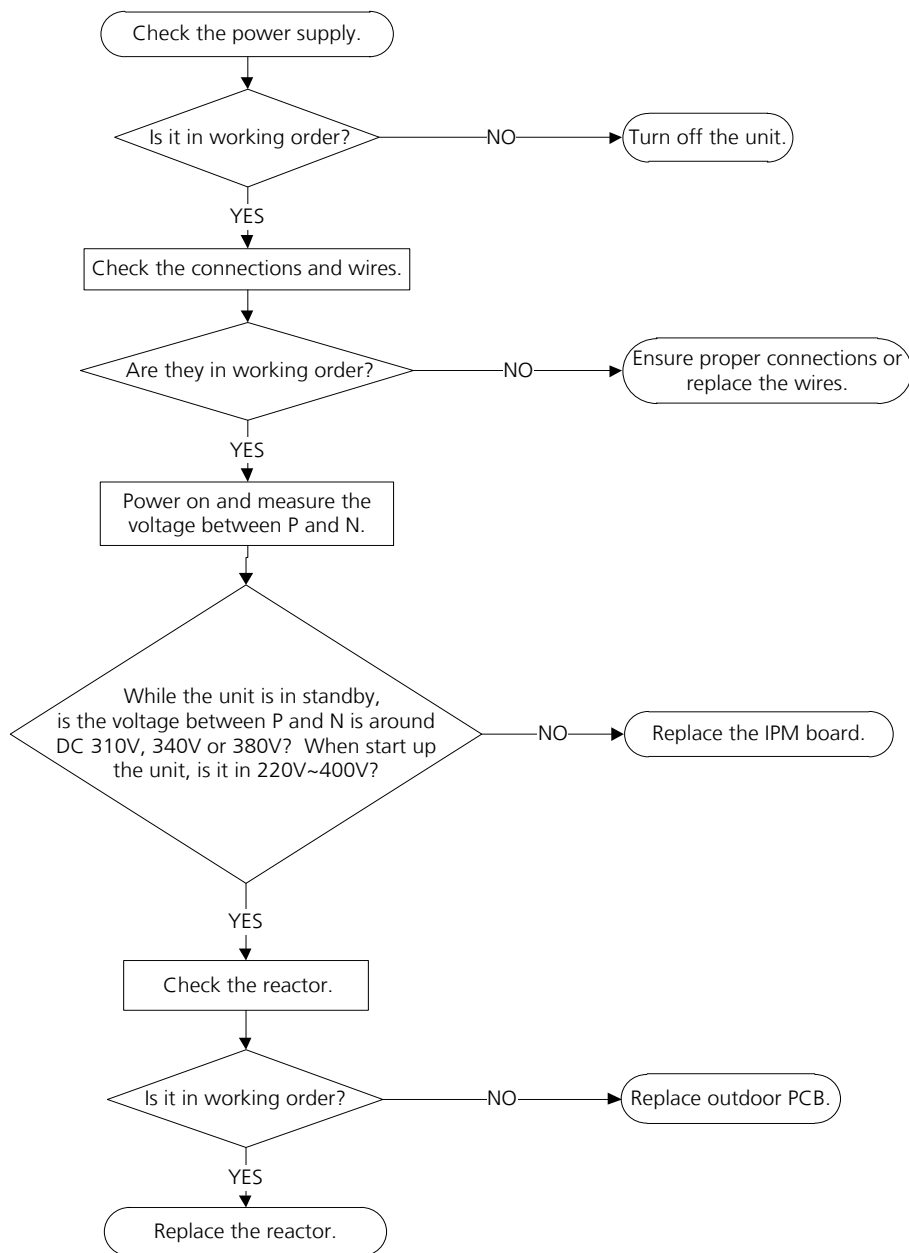 Check the power supply.
Is it in working order?
NO
Turn off the unit.
YES
Check the connections and wires.
Are they in working order?
NO
Ensure proper connections or
replace the wires.
YES
Power on and measure the
voltage between P and N.
While the unit is in standby,
is the voltage between P and N is around
DC 310V, 340V or 380V? When start up
the unit, is it in 220V~400V?
NO
Replace the IPM board.
YES
Check the reactor.
Is it in working order?
NO
Replace outdoor PCB.
YES
Replace the reactor.